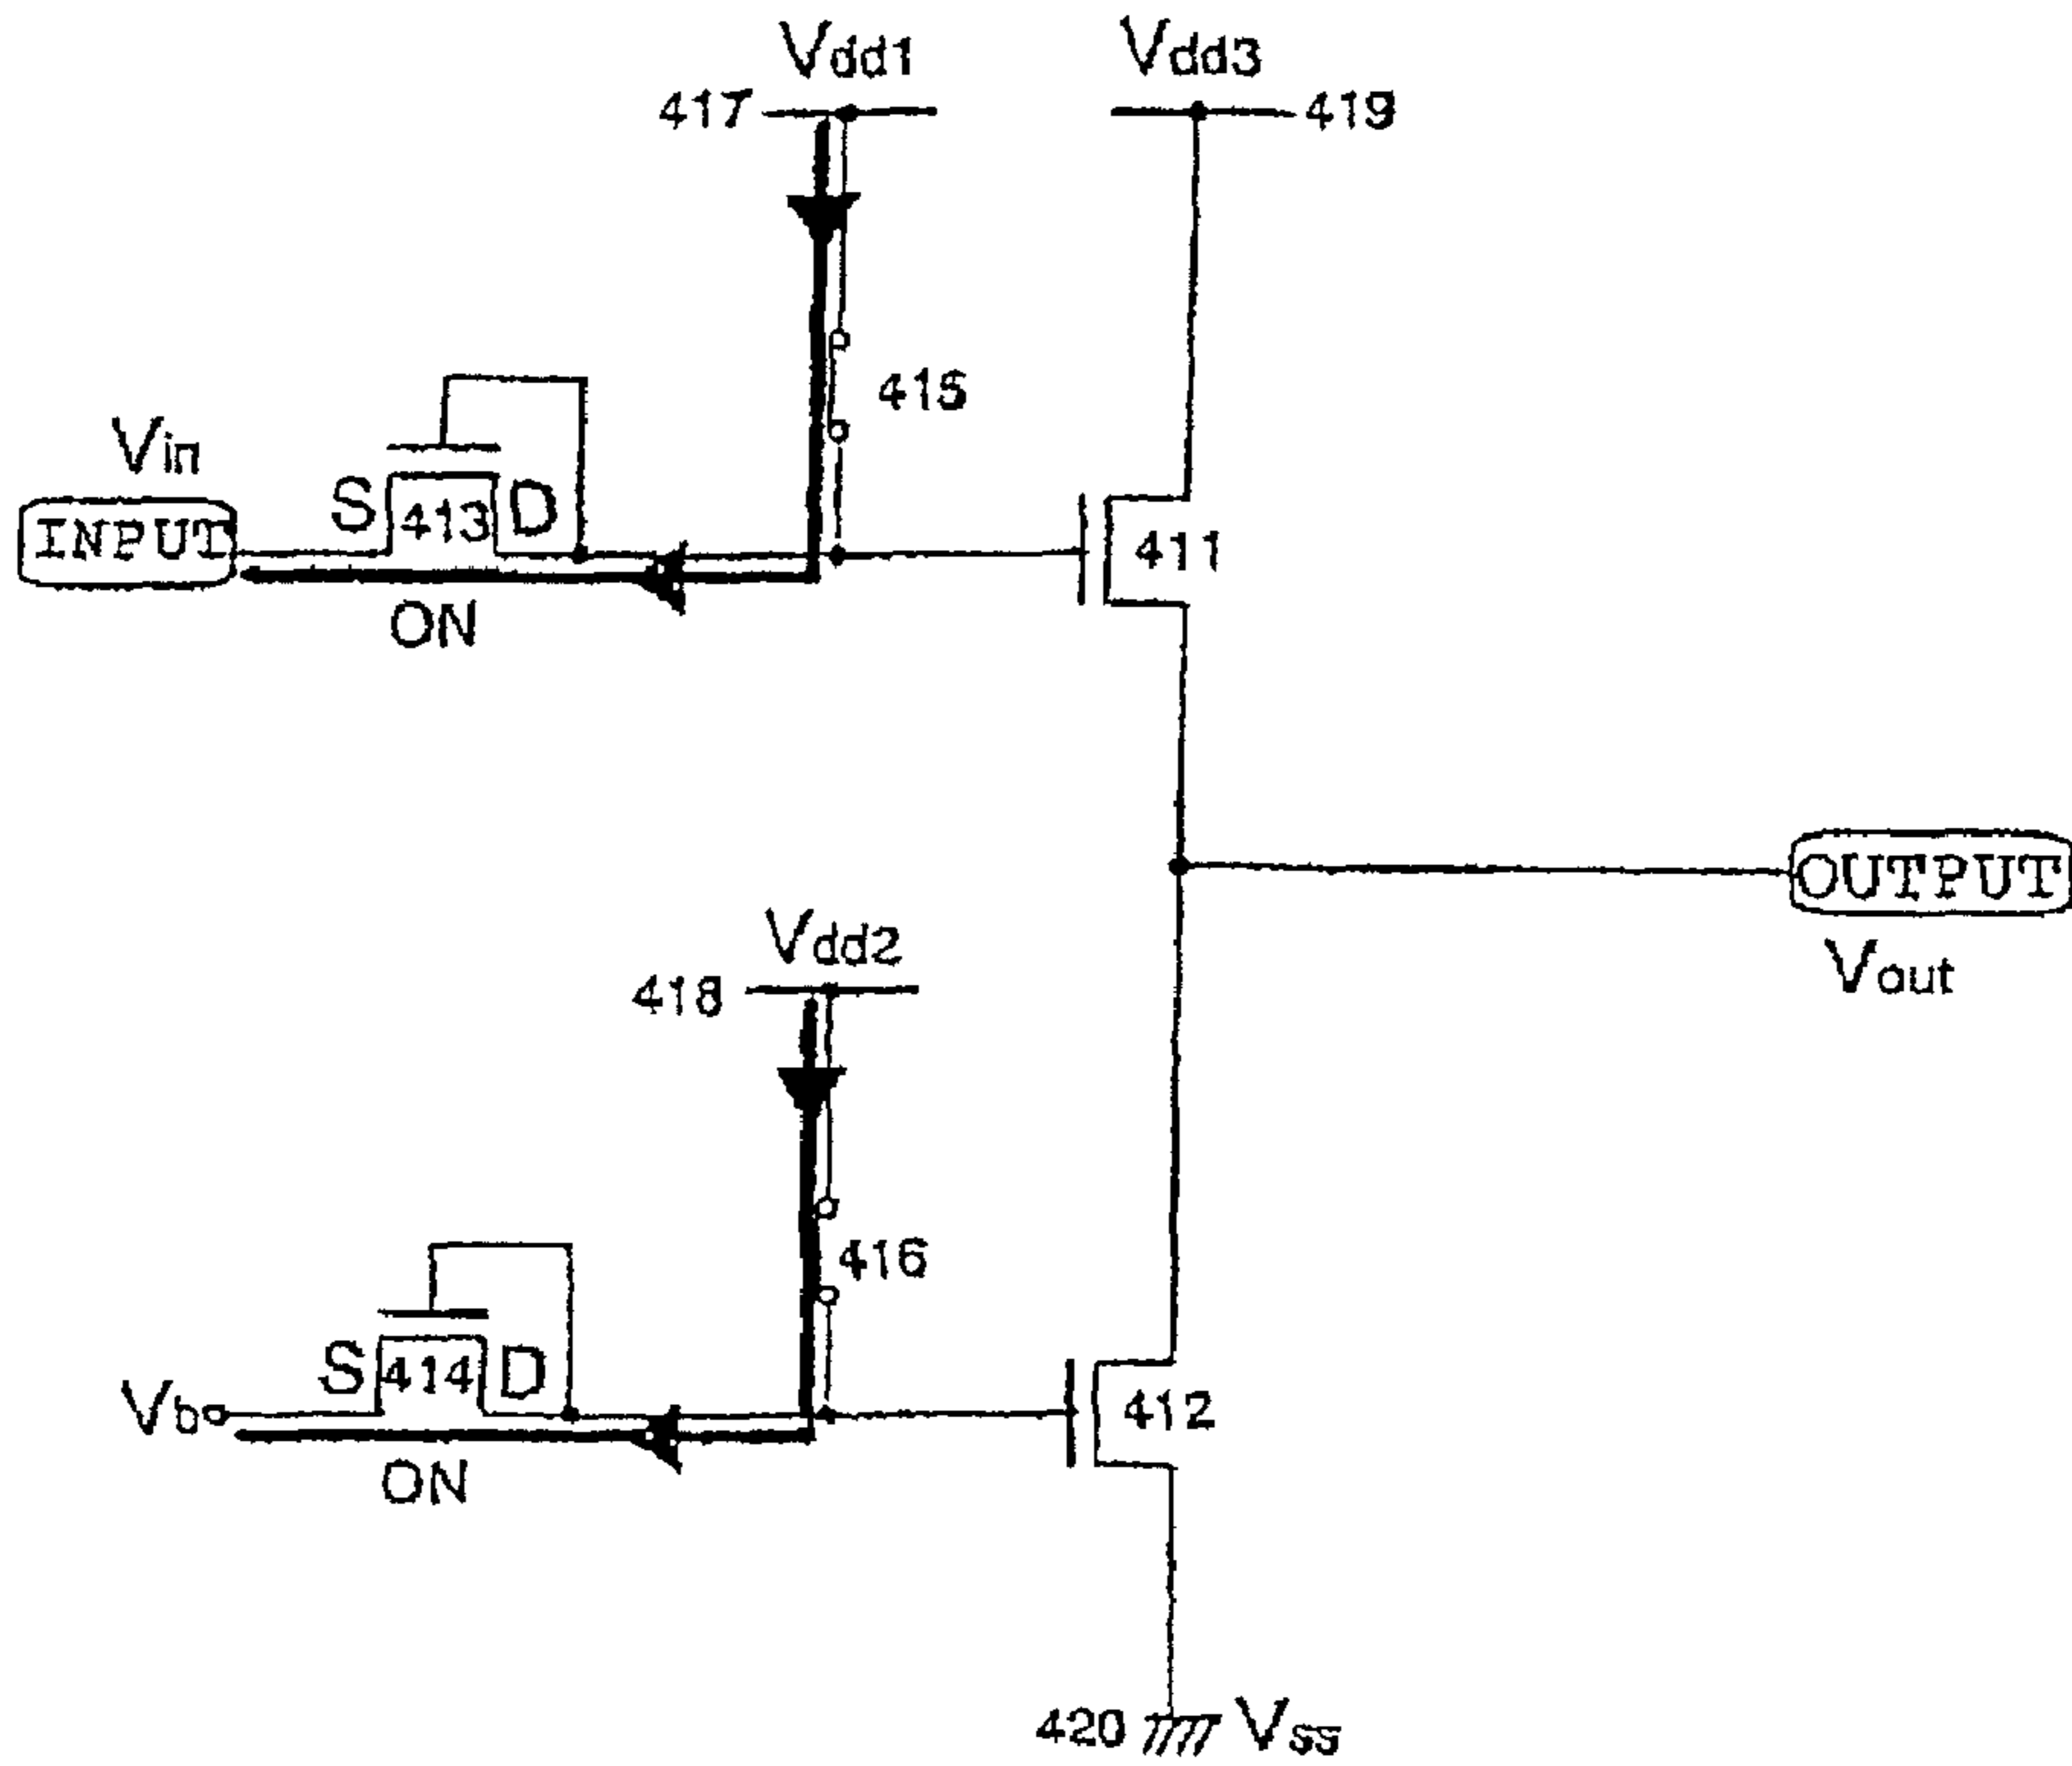 Vdd1
Vdd3
417
419
415
Vin
S 413 D
INPUT
411
ON
OUTPUT
Vout
Vdd2
418
416
S 414 D
Vb
412
ON
420
Vss